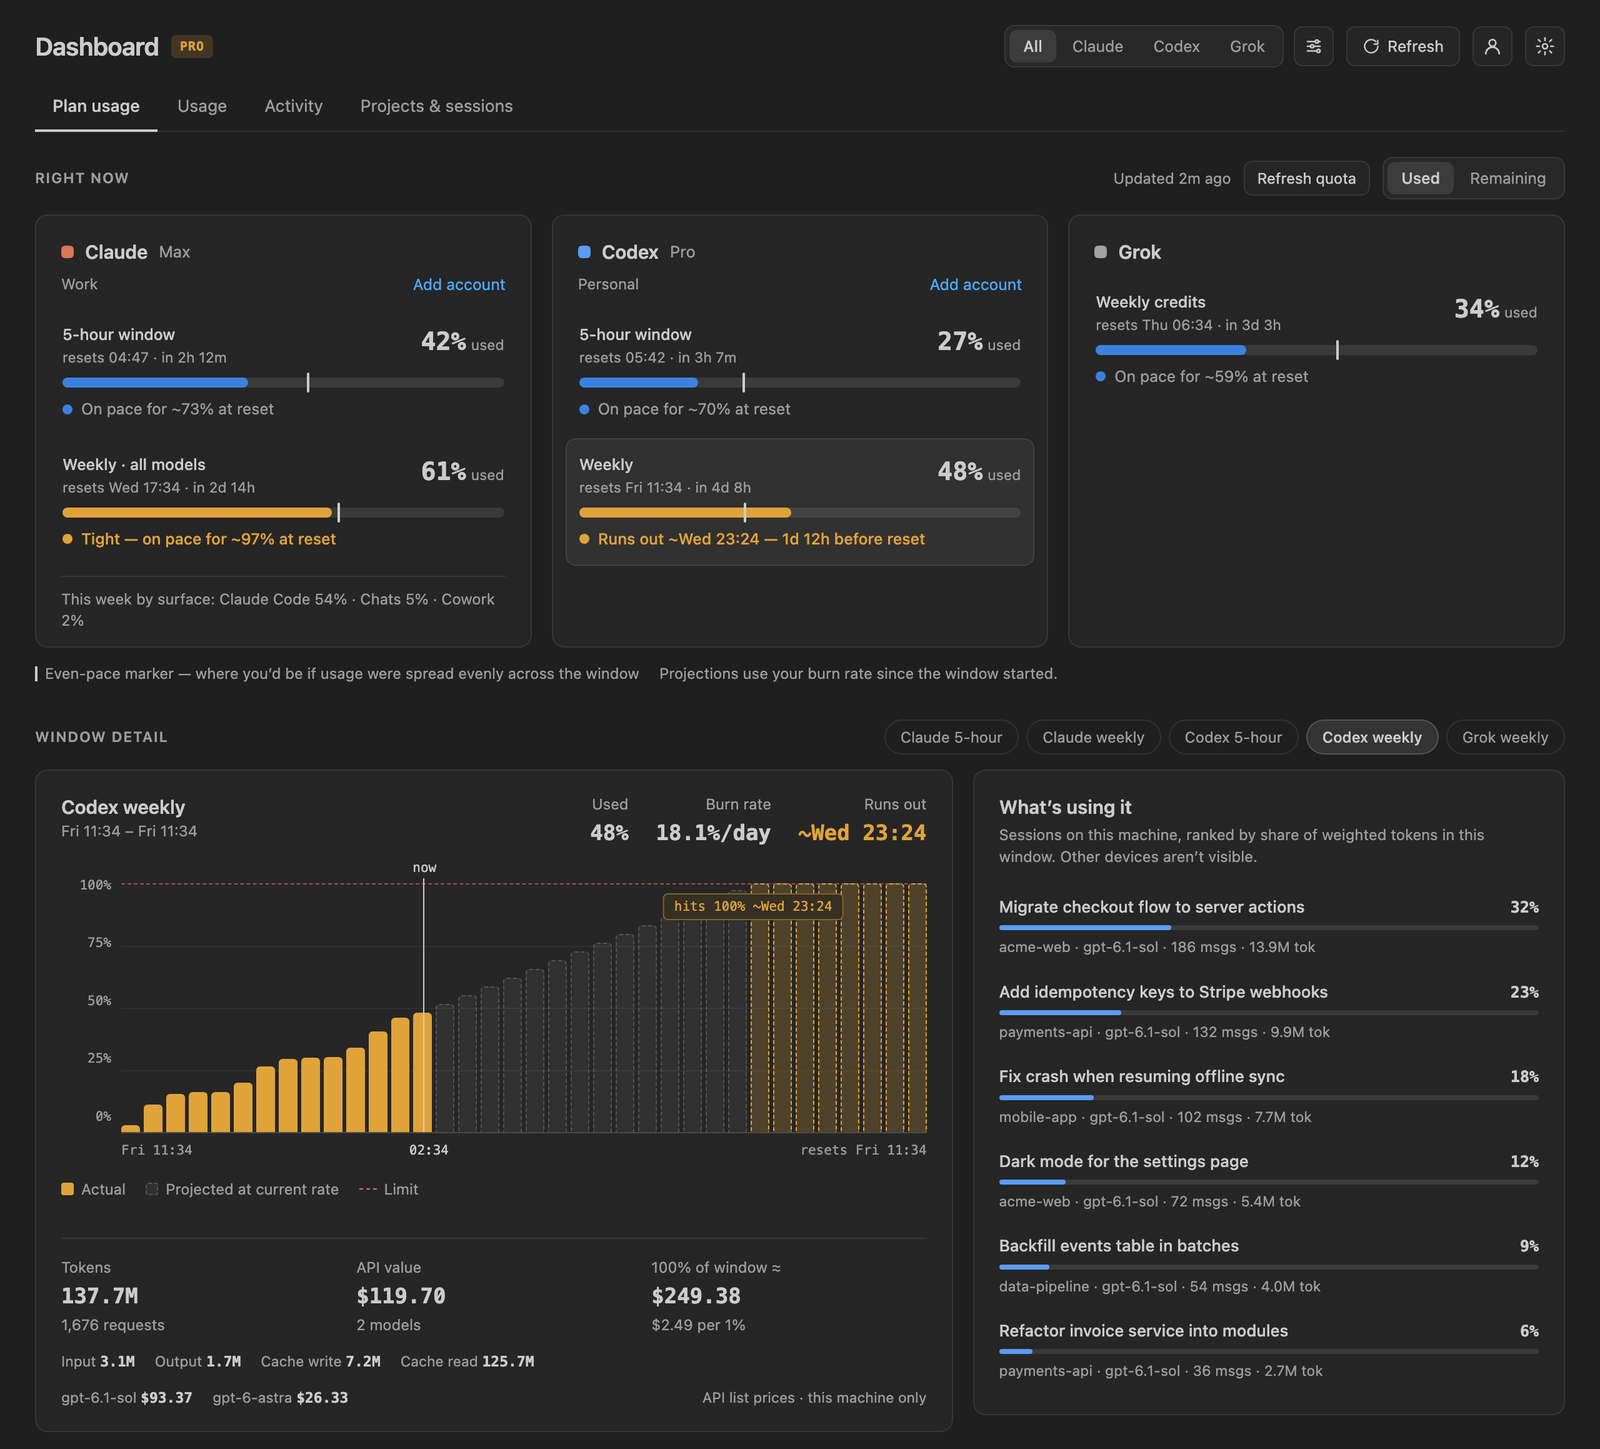 Dashboard PRO
All Claude Codex Grok Refresh
Plan usage Usage Activity Projects & sessions
RIGHT NOW
Updated 2m ago Refresh quota Used Remaining
Claude Max
Work Add account
5-hour window
42% used
resets 04:47 · in 2h 12m
On pace for ~73% at reset
Weekly · all models
61% used
resets Wed 17:34 · in 2d 14h
Tight — on pace for ~97% at reset
This week by surface: Claude Code 54% · Chats 5% · Cowork
2%
Codex Pro
Personal Add account
5-hour window
27% used
resets 05:42 · in 3h 7m
On pace for ~70% at reset
Weekly
48% used
resets Fri 11:34 · in 4d 8h
Runs out ~Wed 23:24 — 1d 12h before reset
Grok
Weekly credits
34% used
resets Thu 06:34 · in 3d 3h
On pace for ~59% at reset
Even-pace marker — where you’d be if usage were spread evenly across the window Projections use your burn rate since the window started.
WINDOW DETAIL
Claude 5-hour Claude weekly Codex 5-hour Codex weekly Grok weekly
Codex weekly
Fri 11:34 – Fri 11:34
Used Burn rate Runs out
48% 18.1%/day ~Wed 23:24
now
100%
hits 100% ~Wed 23:24
75%
50%
25%
0%
Fri 11:34 02:34 resets Fri 11:34
Actual Projected at current rate Limit
Tokens API value 100% of window ≈
137.7M $119.70 $249.38
1,676 requests 2 models $2.49 per 1%
Input 3.1M Output 1.7M Cache write 7.2M Cache read 125.7M
gpt-6.1-sol $93.37 gpt-6-astra $26.33 API list prices · this machine only
What’s using it
Sessions on this machine, ranked by share of weighted tokens in this
window. Other devices aren’t visible.
Migrate checkout flow to server actions 32%
acme-web · gpt-6.1-sol · 186 msgs · 13.9M tok
Add idempotency keys to Stripe webhooks 23%
payments-api · gpt-6.1-sol · 132 msgs · 9.9M tok
Fix crash when resuming offline sync 18%
mobile-app · gpt-6.1-sol · 102 msgs · 7.7M tok
Dark mode for the settings page 12%
acme-web · gpt-6.1-sol · 72 msgs · 5.4M tok
Backfill events table in batches 9%
data-pipeline · gpt-6.1-sol · 54 msgs · 4.0M tok
Refactor invoice service into modules 6%
payments-api · gpt-6.1-sol · 36 msgs · 2.7M tok